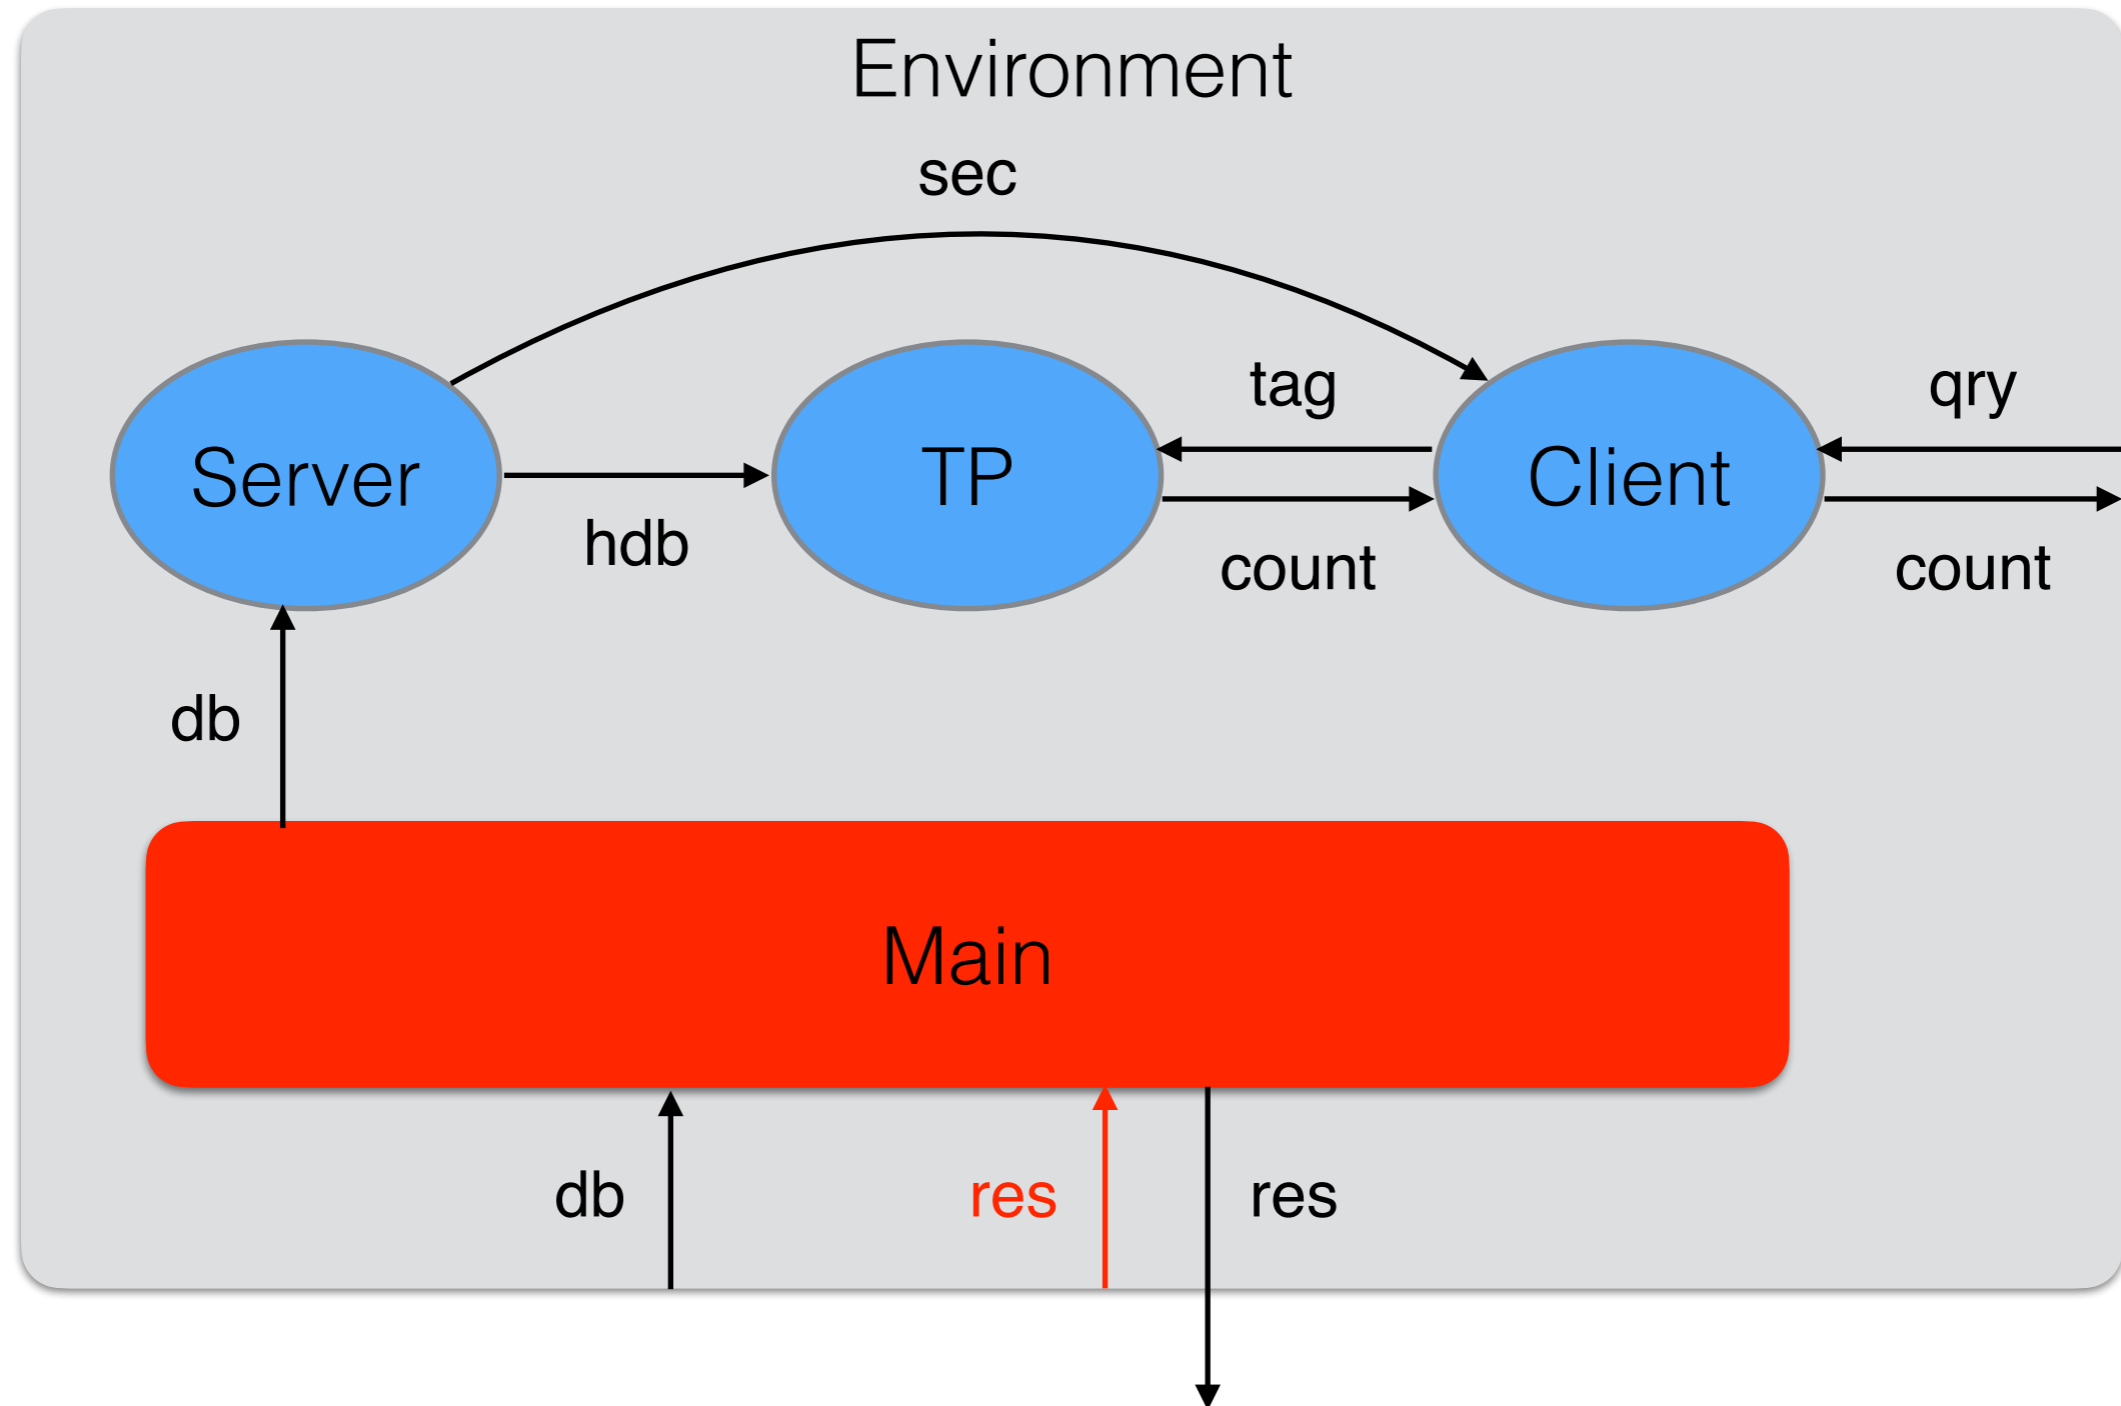 Environment
sec
tag
qry
Server
TP
Client
hdb
count
count
db
Main
db
res
res